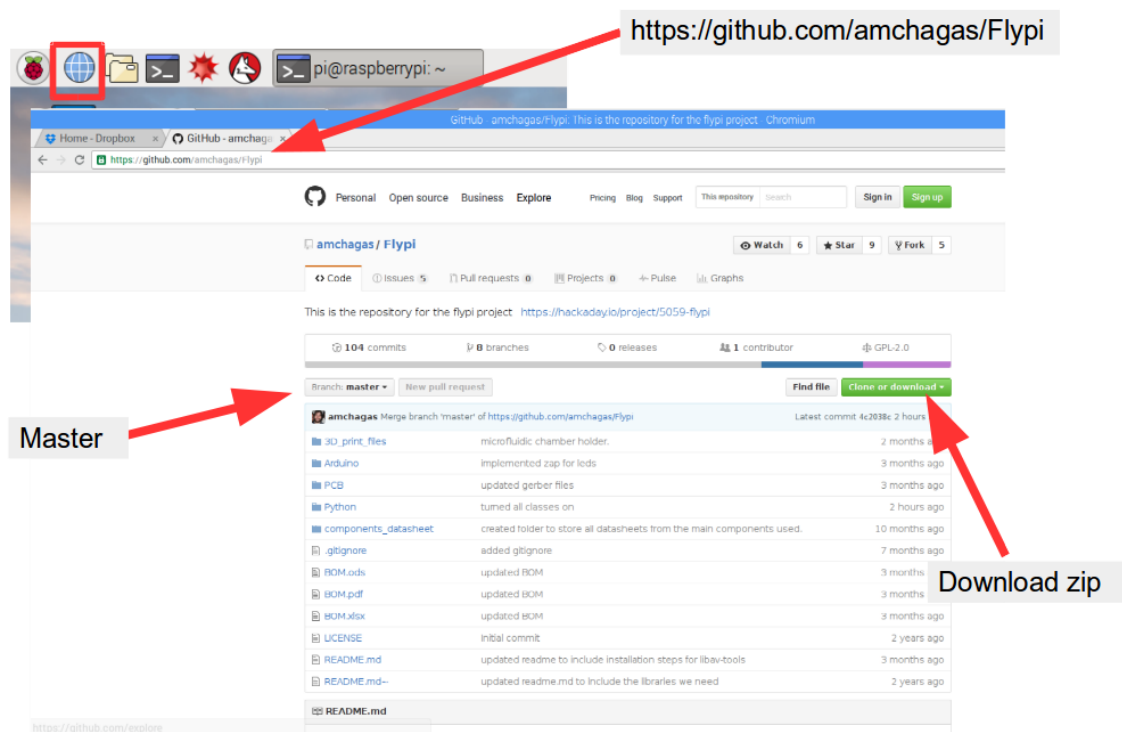 https://github.com/amchagas/Flypi
pi@raspberrypi: ~
GitHub - amchagas/Flypi: This is the repository for the flypi project - Chromium
Home - Dropbox × GitHub - amchaga ×
https://github.com/amchagas/Flypi
Personal Open source Business Explore Pricing Blog Support This repository Search Sign in Sign up
amchagas / Flypi Watch 6 Star 9 Fork 5
Code Issues 5 Pull requests 0 Projects 0 Pulse Graphs
This is the repository for the flypi project https://hackaday.io/project/5059-flypi
104 commits 8 branches 0 releases 1 contributor GPL-2.0
Branch: master New pull request Find file Clone or download
Master
amchagas Merge branch 'master' of https://github.com/amchagas/Flypi Latest commit 4c2038c 2 hours
3D_print_files microfluidic chamber holder. 2 months
Arduino implemented zap for leds 3 months ago
PCB updated gerber files 3 months ago
Python turned all classes on 2 hours ago
components_datasheet created folder to store all datasheets from the main components used. 10 months ago
.gitignore added gitignore 7 months ago
BOM.ods updated BOM 3 months
Download zip
BOM.pdf updated BOM 3 months
BOM.xlsx updated BOM 3 months ago
LICENSE Initial commit 2 years ago
README.md updated readme to include installation steps for libav-tools 3 months ago
README.md~ updated readme.md to include the libraries we need 2 years ago
README.md
https://github.com/explore